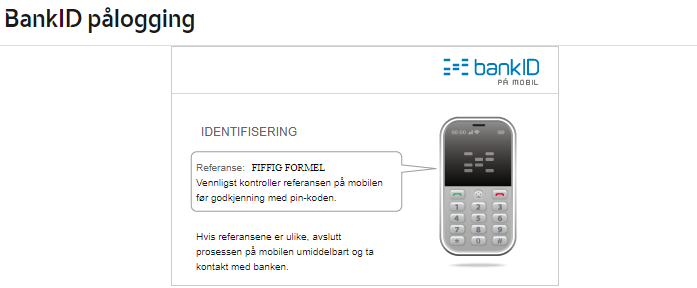 BankID pålogging
bankID
PÅ MOBIL
IDENTIFISERING
Referanse: FIFFIG FORMEL
Vennligst kontroller referansen på mobilen
før godkjenning med pin-koden.
Hvis referansene er ulike, avslutt
prosessen på mobilen umiddelbart og ta
kontakt med banken.
00:00
1 2 3
4 5 6
7 8 9
* 0 #